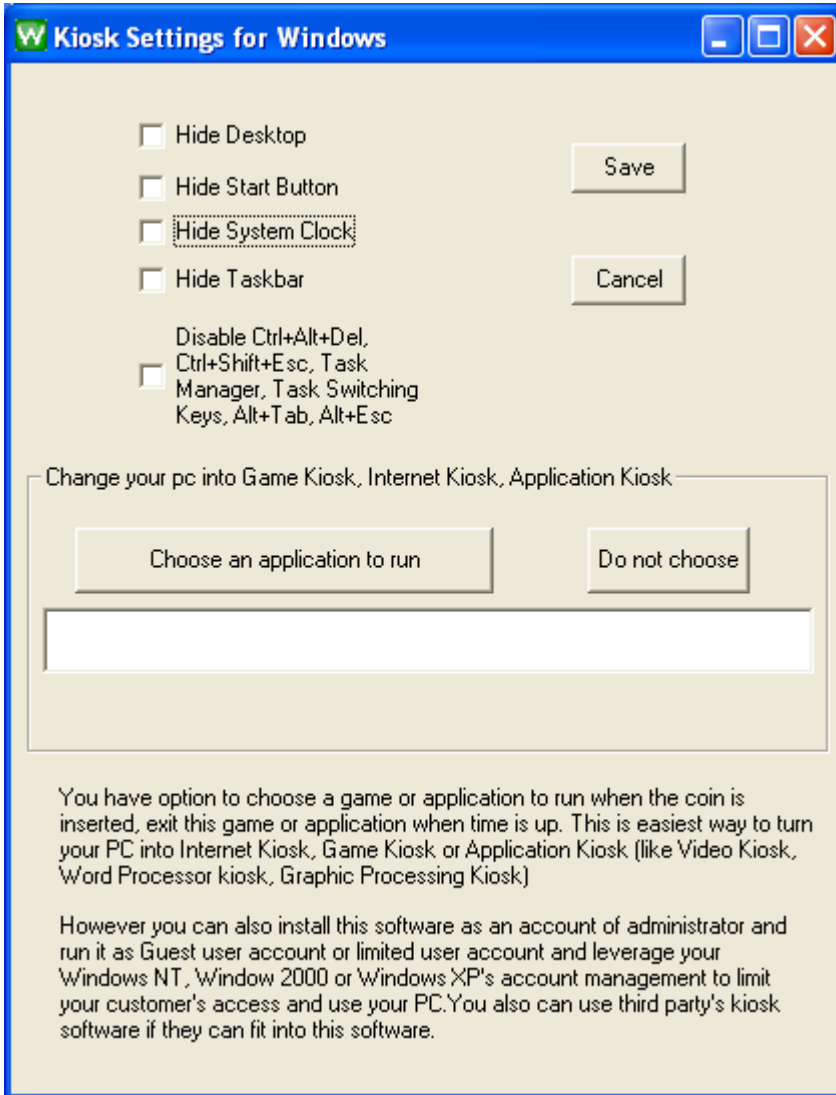 W Kiosk Settings for Windows
Hide Desktop
Save
Hide Start Button
Hide System Clock
Hide Taskbar
Cancel
Disable Ctrl+Alt+Del,
Ctrl+Shift+Esc, Task
Manager, Task Switching
Keys, Alt+Tab, Alt+Esc
Change your pc into Game Kiosk, Internet Kiosk, Application Kiosk
Choose an application to run
Do not choose
You have option to choose a game or application to run when the coin is
inserted, exit this game or application when time is up. This is easiest way to turn
your PC into Internet Kiosk, Game Kiosk or Application Kiosk (like Video Kiosk,
Word Processor kiosk, Graphic Processing Kiosk)
However you can also install this software as an account of administrator and
run it as Guest user account or limited user account and leverage your
Windows NT, Window 2000 or Windows XP's account management to limit
your customer's access and use your PC.You also can use third party's kiosk
software if they can fit into this software.